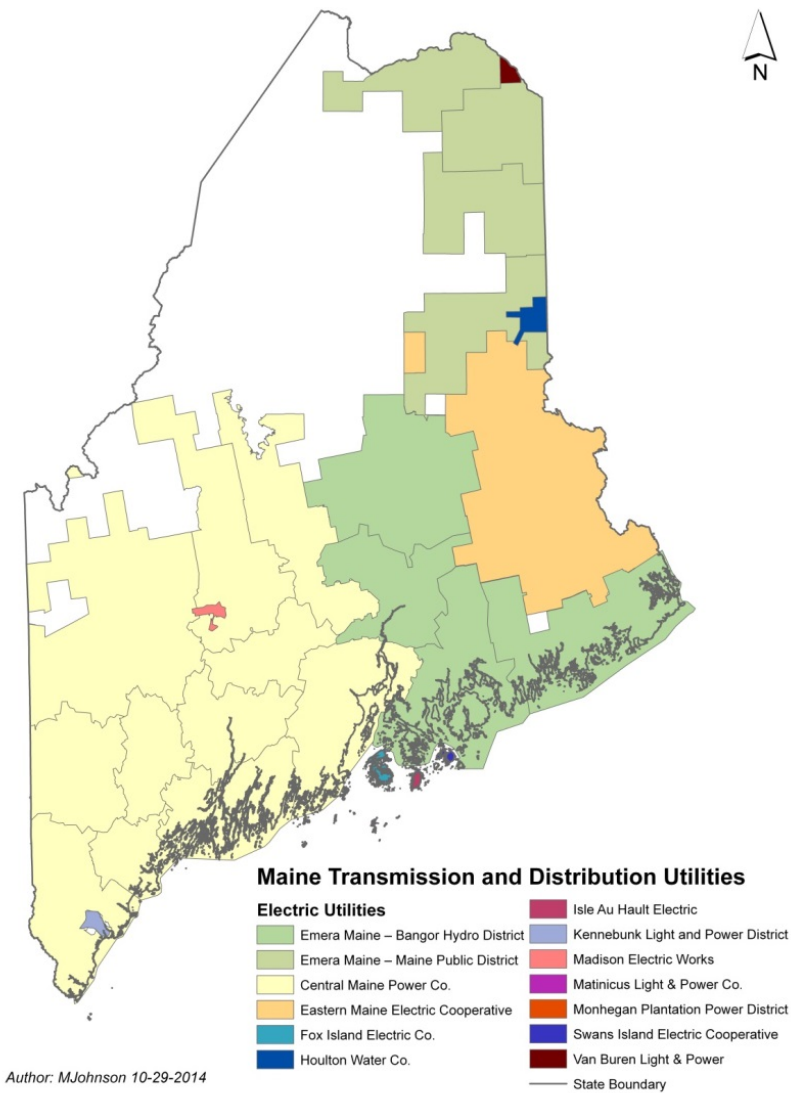 N
Maine Transmission and Distribution Utilities
Electric Utilities
Emera Maine – Bangor Hydro District
Emera Maine – Maine Public District
Central Maine Power Co.
Eastern Maine Electric Cooperative
Fox Island Electric Co.
Houlton Water Co.
Isle Au Hault Electric
Kennebunk Light and Power District
Madison Electric Works
Matinicus Light & Power Co.
Monhegan Plantation Power District
Swans Island Electric Cooperative
Van Buren Light & Power
State Boundary
Author: MJohnson 10-29-2014